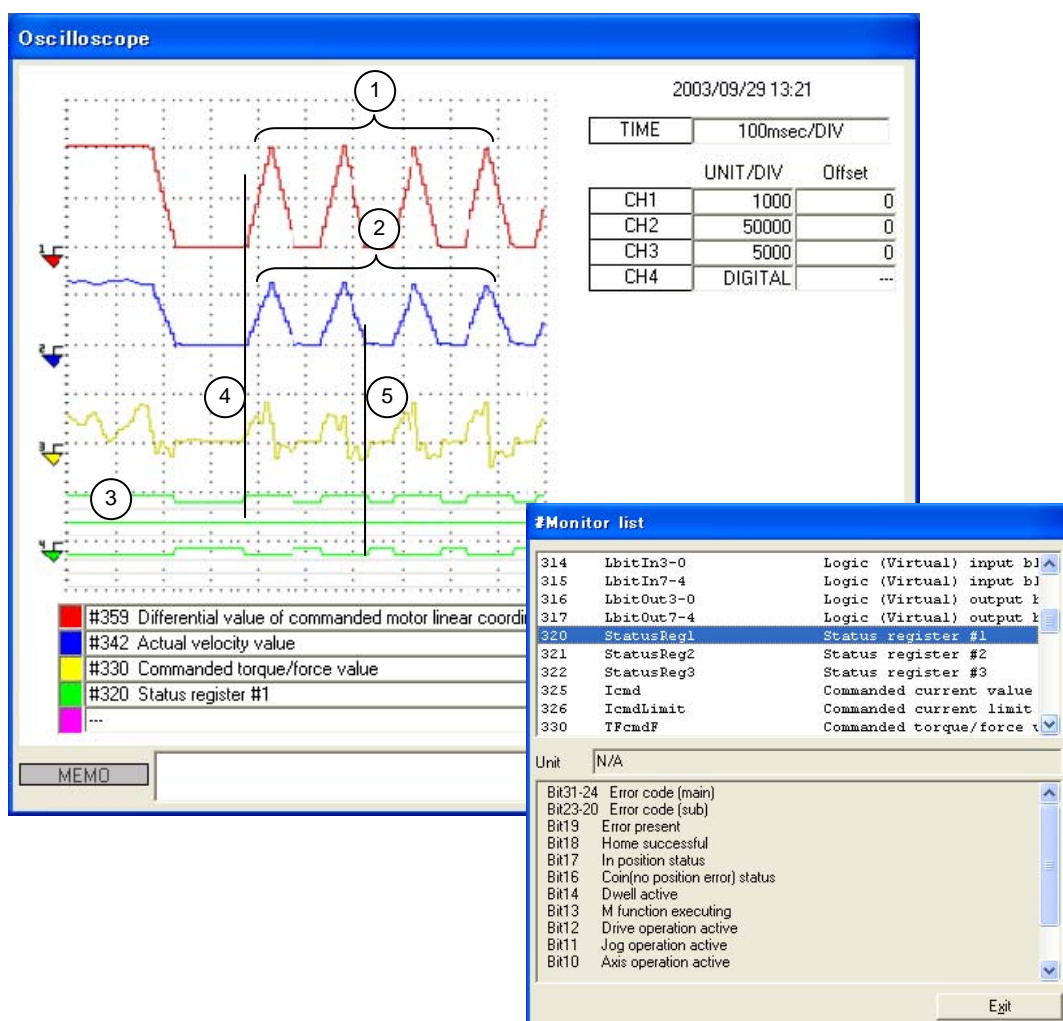 Oscilloscope
1
2003/09/29 13:21
TIME 100msec/DIV
UNIT/DIV Offset
CH1 1000 0
CH2 50000 0
CH3 5000 0
CH4 DIGITAL ---
2
1
2
4
5
3
3
4
#359 Differential value of commanded motor linear coordi
#342 Actual velocity value
#330 Commanded torque/force value
#320 Status register #1
---
MEMO
#Monitor list
314 LbitIn3-0 Logic (Virtual) input bl
315 LbitIn7-4 Logic (Virtual) input bl
316 LbitOut3-0 Logic (Virtual) output
317 LbitOut7-4 Logic (Virtual) output
320 StatusReg1 Status register #1
321 StatusReg2 Status register #2
322 StatusReg3 Status register #3
325 Icmd Commanded current value
326 IcmdLimit Commanded current limit
330 TFcmdF Commanded torque/force
Unit N/A
Bit31-24 Error code (main)
Bit23-20 Error code (sub)
Bit19 Error present
Bit18 Home successful
Bit17 In position status
Bit16 Coin(no position error) status
Bit14 Dwell active
Bit13 M function executing
Bit12 Drive operation active
Bit11 Jog operation active
Bit10 Axis operation active
Exit